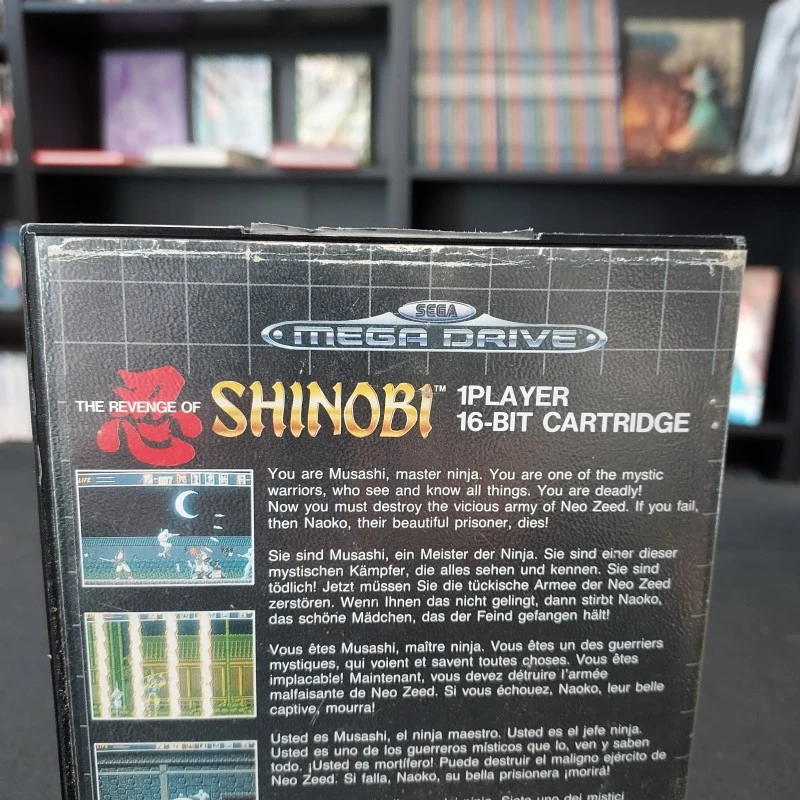 SEGA
MEGA DRIVE
THE REVENGE OF SHINOBI™
忍
1PLAYER
16-BIT CARTRIDGE
LIFE
You are Musashi, master ninja. You are one of the mystic
warriors, who see and know all things. You are deadly!
Now you must destroy the vicious army of Neo Zeed. If you fail,
then Naoko, their beautiful prisoner, dies!
Sie sind Musashi, ein Meister der Ninja. Sie sind einer dieser
mystischen Kämpfer, die alles sehen und kennen. Sie sind
tödlich! Jetzt müssen Sie die tückische Armee der Neo Zeed
zerstören. Wenn Ihnen das nicht gelingt, dann stirbt Naoko,
das schöne Mädchen, das der Feind gefangen hält!
Vous êtes Musashi, maître ninja. Vous êtes un des guerriers
mystiques, qui voient et savent toutes choses. Vous êtes
implacable! Maintenant, vous devez détruire l'armée
malfaisante de Neo Zeed. Si vous échouez, Naoko, leur belle
captive, mourra!
Usted es Musashi, el ninja maestro. Usted es el jefe ninja.
Usted es uno de los guerreros místicos que lo, ven y saben
todo. ¡Usted es mortífero! Puede destruir el maligno ejército de
Neo Zeed. Si falla, Naoko, su bella prisionera ¡morirá!
ninja. Siete uno dei mistici